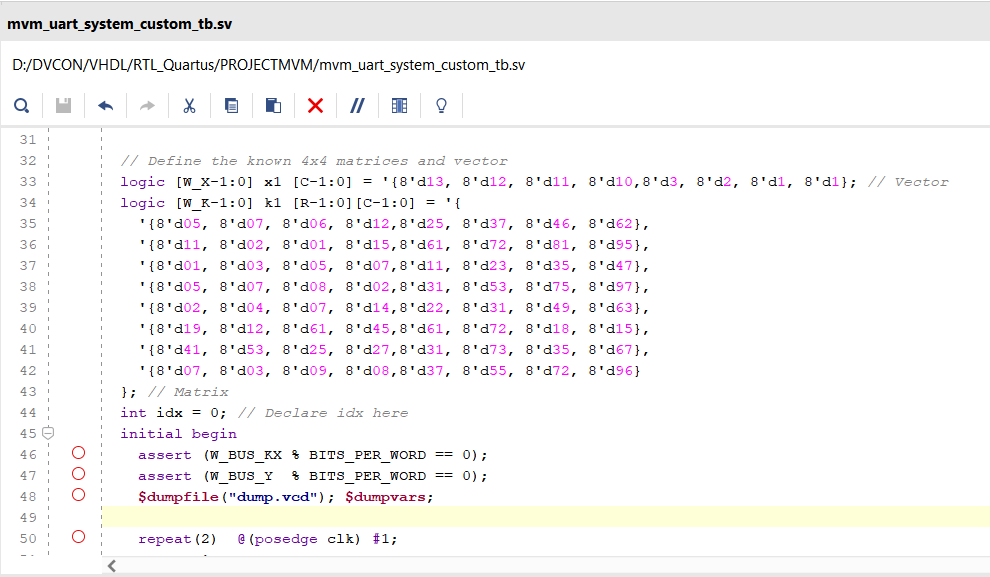 mvm_uart_system_custom_tb.sv
D:/DVCON/VHDL/RTL_Quartus/PROJECTMVM/mvm_uart_system_custom_tb.sv
31
32 // Define the known 4x4 matrices and vector
33 logic [W_X-1:0] x1 [C-1:0] = '{8'd13, 8'd12, 8'd11, 8'd10,8'd3, 8'd2, 8'd1, 8'd1}; // Vector
34 logic [W_K-1:0] k1 [R-1:0][C-1:0] = '{
35 '{8'd05, 8'd07, 8'd06, 8'd12,8'd25, 8'd37, 8'd46, 8'd62},
36 '{8'd11, 8'd02, 8'd01, 8'd15,8'd61, 8'd72, 8'd81, 8'd95},
37 '{8'd01, 8'd03, 8'd05, 8'd07,8'd11, 8'd23, 8'd35, 8'd47},
38 '{8'd05, 8'd07, 8'd08, 8'd02,8'd31, 8'd53, 8'd75, 8'd97},
39 '{8'd02, 8'd04, 8'd07, 8'd14,8'd22, 8'd31, 8'd49, 8'd63},
40 '{8'd19, 8'd12, 8'd61, 8'd45,8'd61, 8'd72, 8'd18, 8'd15},
41 '{8'd41, 8'd53, 8'd25, 8'd27,8'd31, 8'd73, 8'd35, 8'd67},
42 '{8'd07, 8'd03, 8'd09, 8'd08,8'd37, 8'd55, 8'd72, 8'd96}
43 }; // Matrix
44 int idx = 0; // Declare idx here
45 initial begin
46 assert (W_BUS_KX % BITS_PER_WORD == 0);
47 assert (W_BUS_Y  % BITS_PER_WORD == 0);
48 $dumpfile("dump.vcd"); $dumpvars;
49
50 repeat(2)  @(posedge clk) #1;